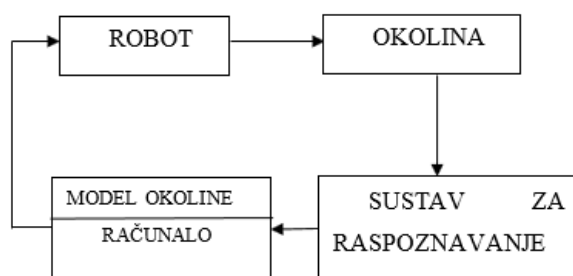 ROBOT
OKOLINA
MODEL OKOLINE
RAČUNALO
SUSTAV ZA
RASPOZNAVANJE